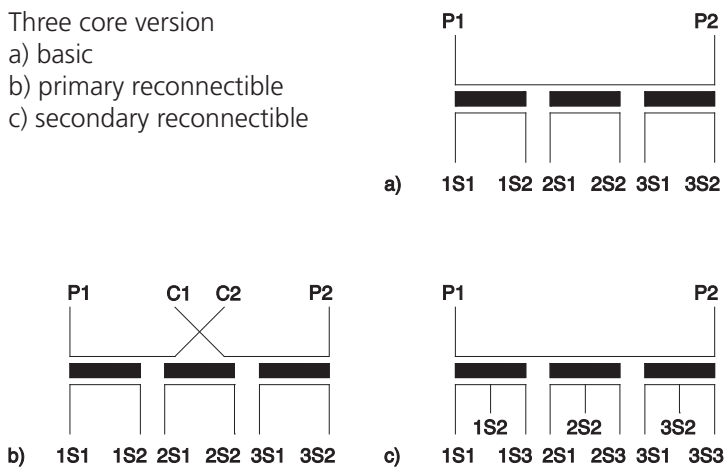 Three core version
a) basic
b) primary reconnectible
c) secondary reconnectible
P1 P2
a) 1S1 1S2 2S1 2S2 3S1 3S2
P1 C1 C2 P2
b) 1S1 1S2 2S1 2S2 3S1 3S2
P1 P2
1S2 2S2 3S2
c) 1S1 1S3 2S1 2S3 3S1 3S3